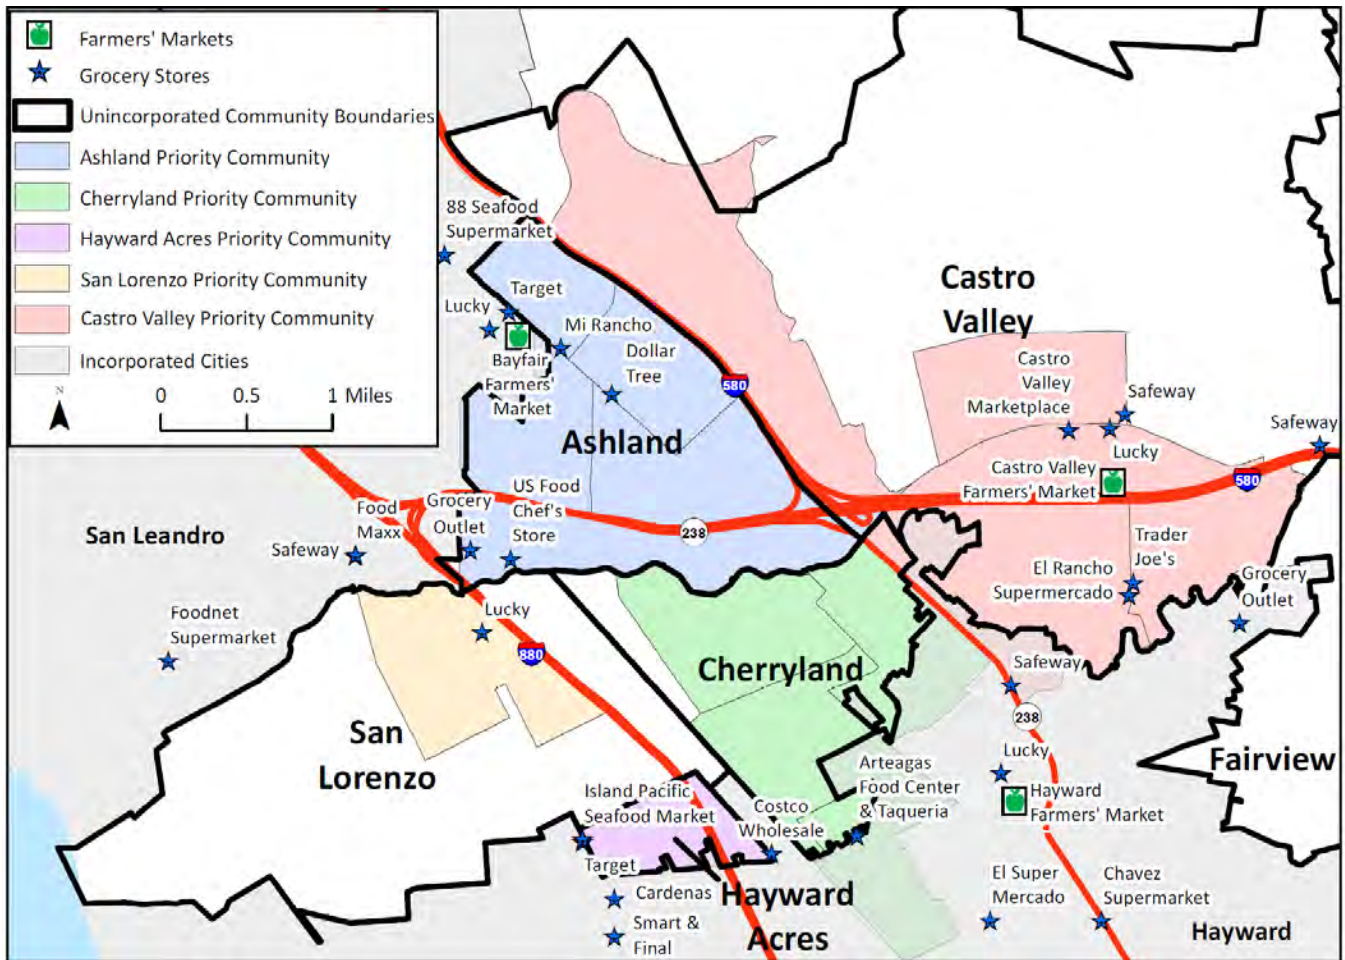 Farmers' Markets
Grocery Stores
Unincorporated Community Boundaries
Ashland Priority Community
Cherryland Priority Community
Hayward Acres Priority Community
San Lorenzo Priority Community
Castro Valley Priority Community
Incorporated Cities
N
0 0.5 1 Miles
88 Seafood
Supermarket
Target
Lucky
Mi Rancho
Bayfair
Farmers'
Market
Dollar
Tree
580
Ashland
Castro
Valley
Castro
Valley
Marketplace
Safeway
Lucky
Safeway
Castro Valley
Farmers' Market
580
US Food
Chef's
Store
Grocery
Outlet
Food
Maxx
238
San Leandro
Safeway
Trader
Joe's
El Rancho
Supermercado
Grocery
Outlet
Foodnet
Supermarket
Lucky
880
Cherryland
Safeway
238
San
Lorenzo
Fairview
Lucky
Hayward
Farmers' Market
Arteagas
Food Center
& Taqueria
Island Pacific
Seafood Market
Costco
Wholesale
Target
Cardenas
Smart &
Final
Hayward
Acres
El Super
Mercado
Chavez
Supermarket
Hayward